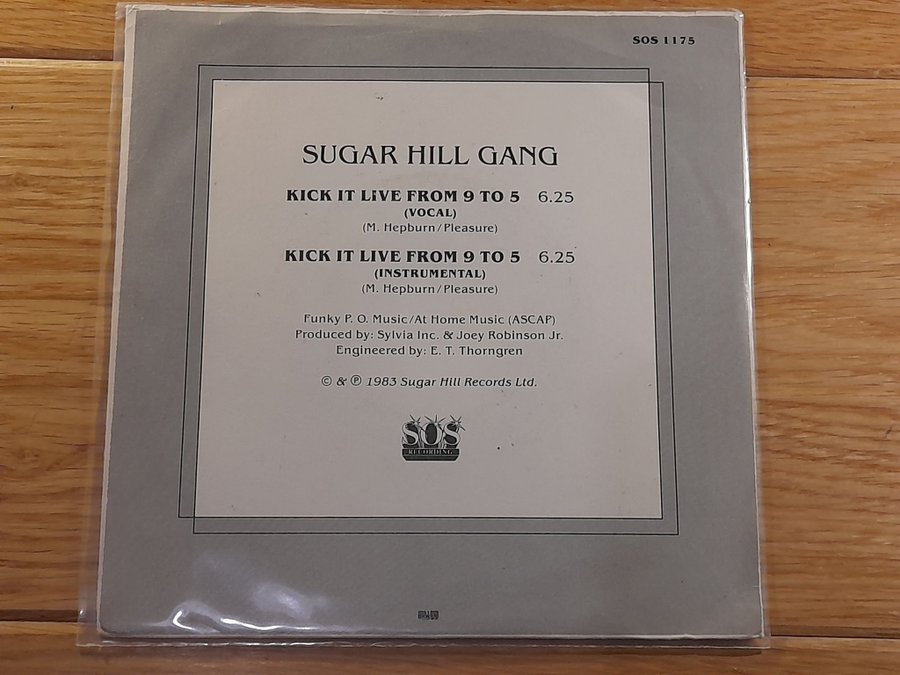 SOS 1175
SUGAR HILL GANG
KICK IT LIVE FROM 9 TO 5 6.25
(VOCAL)
(M. Hepburn/Pleasure)
KICK IT LIVE FROM 9 TO 5 6.25
(INSTRUMENTAL)
(M. Hepburn/Pleasure)
Funky P. O. Music/At Home Music (ASCAP)
Produced by: Sylvia Inc. & Joey Robinson Jr.
Engineered by: E. T. Thorngren
© & ℗ 1983 Sugar Hill Records Ltd.
SOS
RECORDING